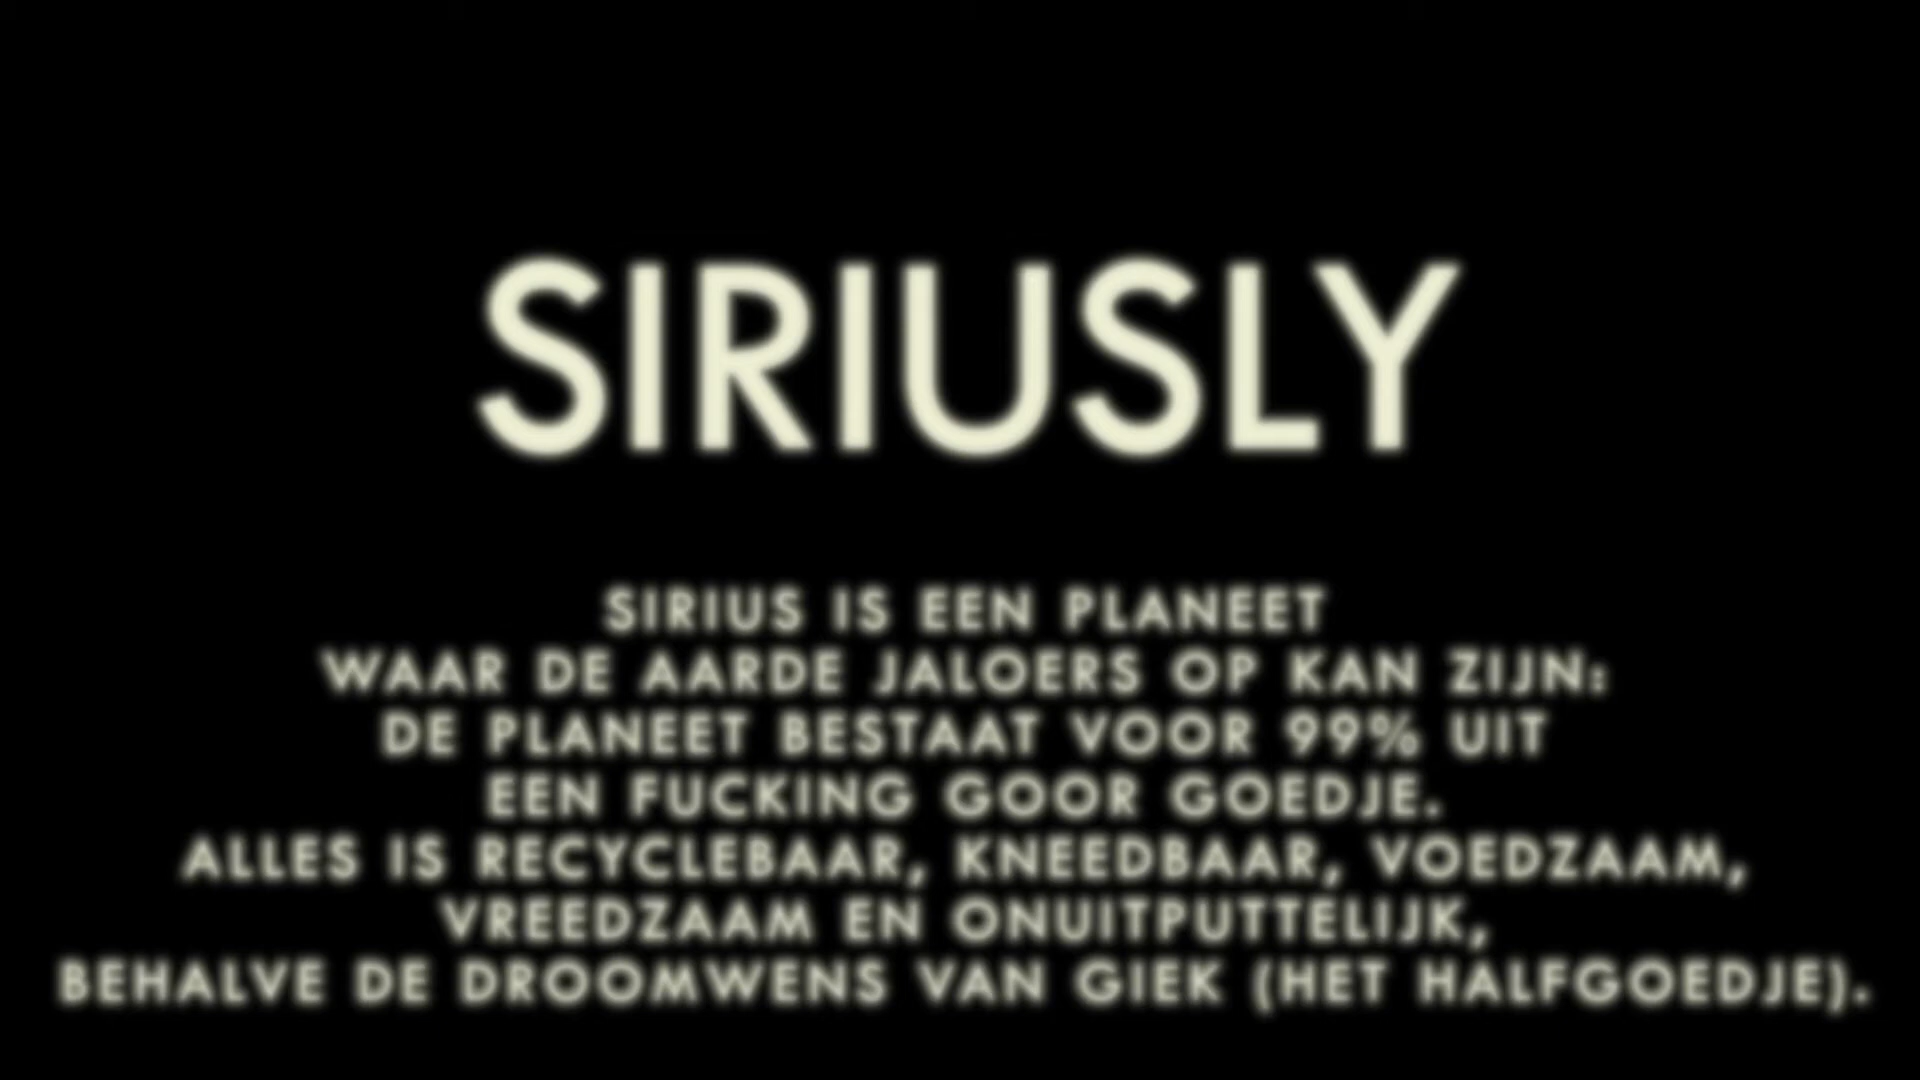 SIRIUSLY
SIRIUS IS EEN PLANEET
WAAR DE AARDE JALOERS OP KAN ZIJN:
DE PLANEET BESTAAT VOOR 99% UIT
EEN FUCKING GOOR GOEDJE.
ALLES IS RECYCLEBAAR, KNEEDBAAR, VOEDZAAM,
VREEDZAAM EN ONUITPUTTELIJK,
BEHALVE DE DROOMWENS VAN GIEK (HET HALFGOEDJE).